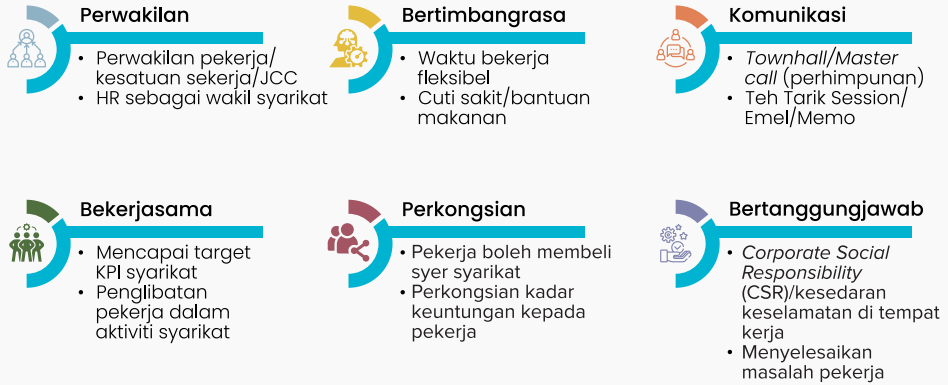 Perwakilan
• Perwakilan pekerja/
kesatuan sekerja/JCC
• HR sebagai wakil syarikat
Bertimbangrasa
• Waktu bekerja
fleksibel
• Cuti sakit/bantuan
makanan
Komunikasi
• Townhall/Master
call (perhimpunan)
• Teh Tarik Session/
Emel/Memo
Bekerjasama
• Mencapai target
KPI syarikat
• Penglibatan
pekerja dalam
aktiviti syarikat
Perkongsian
• Pekerja boleh membeli
syer syarikat
• Perkongsian kadar
keuntungan kepada
pekerja
Bertanggungjawab
• Corporate Social
Responsibility
(CSR)/kesedaran
keselamatan di tempat
kerja
• Menyelesaikan
masalah pekerja